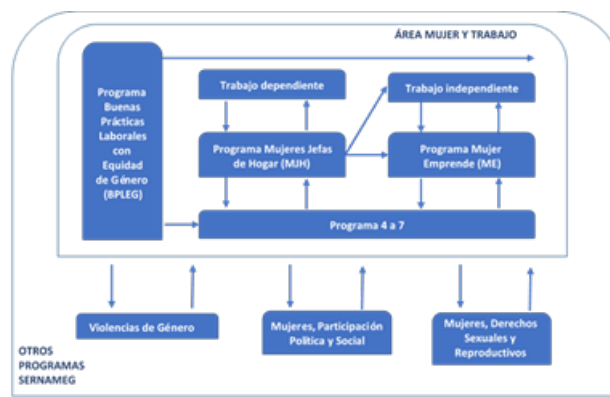 ÁREA MUJER Y TRABAJO
Programa
Buenas
Prácticas
Laborales
con
Equidad
de Género
(BPLEG)
Trabajo dependiente
Trabajo independiente
Programa Mujeres Jefas
de Hogar (MJH)
Programa Mujer
Emprende (ME)
Programa 4 a 7
Violencias de Género
Mujeres, Participación
Política y Social
Mujeres, Derechos
Sexuales y
Reproductivos
OTROS
PROGRAMAS
SERNAMEG